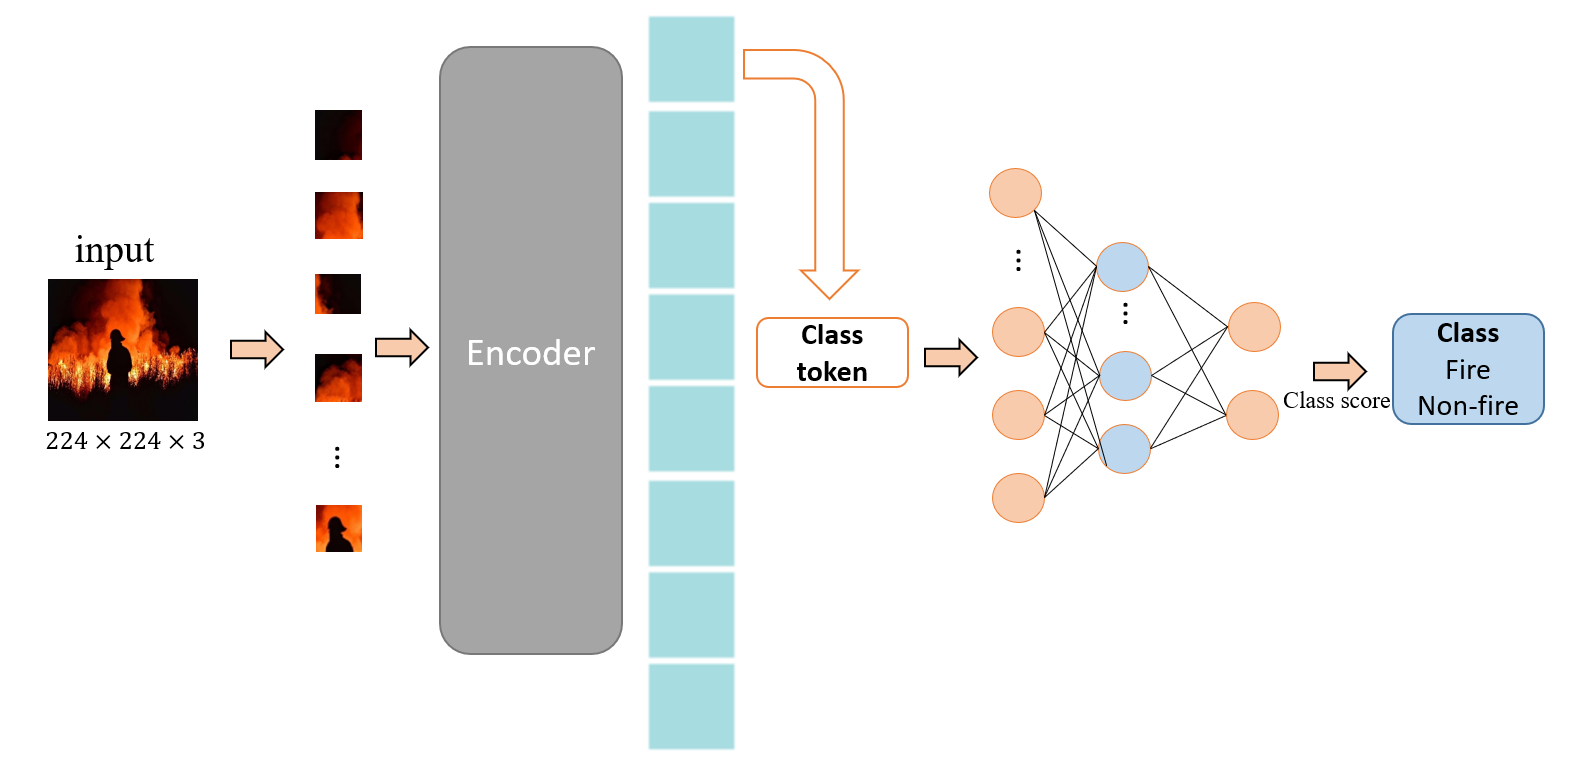 input
224 × 224 × 3
Encoder
Class
token
Class score
Class
Fire
Non-fire